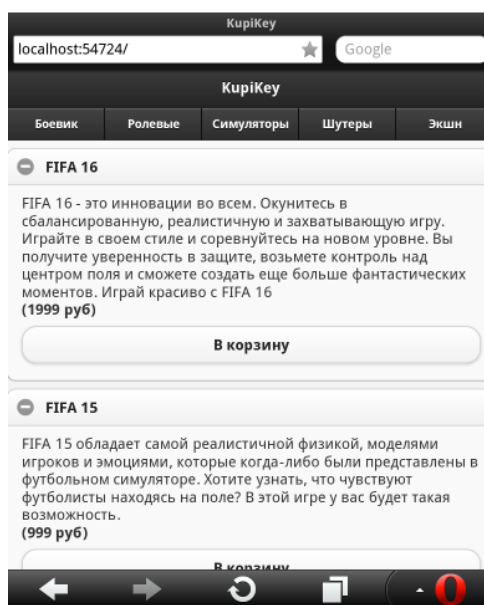 KupiKey
localhost:54724/
Google
KupiKey
Боевик Ролевые Симуляторы Шутеры Экшн
FIFA 16
FIFA 16 - это инновации во всем. Окунитесь в
сбалансированную, реалистичную и захватывающую игру.
Играйте в своем стиле и соревнуйтесь на новом уровне. Вы
получите уверенность в защите, возьмете контроль над
центром поля и сможете создать еще больше фантастических
моментов. Играй красиво с FIFA 16
(1999 руб)
В корзину
FIFA 15
FIFA 15 обладает самой реалистичной физикой, моделями
игроков и эмоциями, которые когда-либо были представлены в
футбольном симуляторе. Хотите узнать, что чувствуют
футболисты находясь на поле? В этой игре у вас будет такая
возможность.
(999 руб)
В корзину